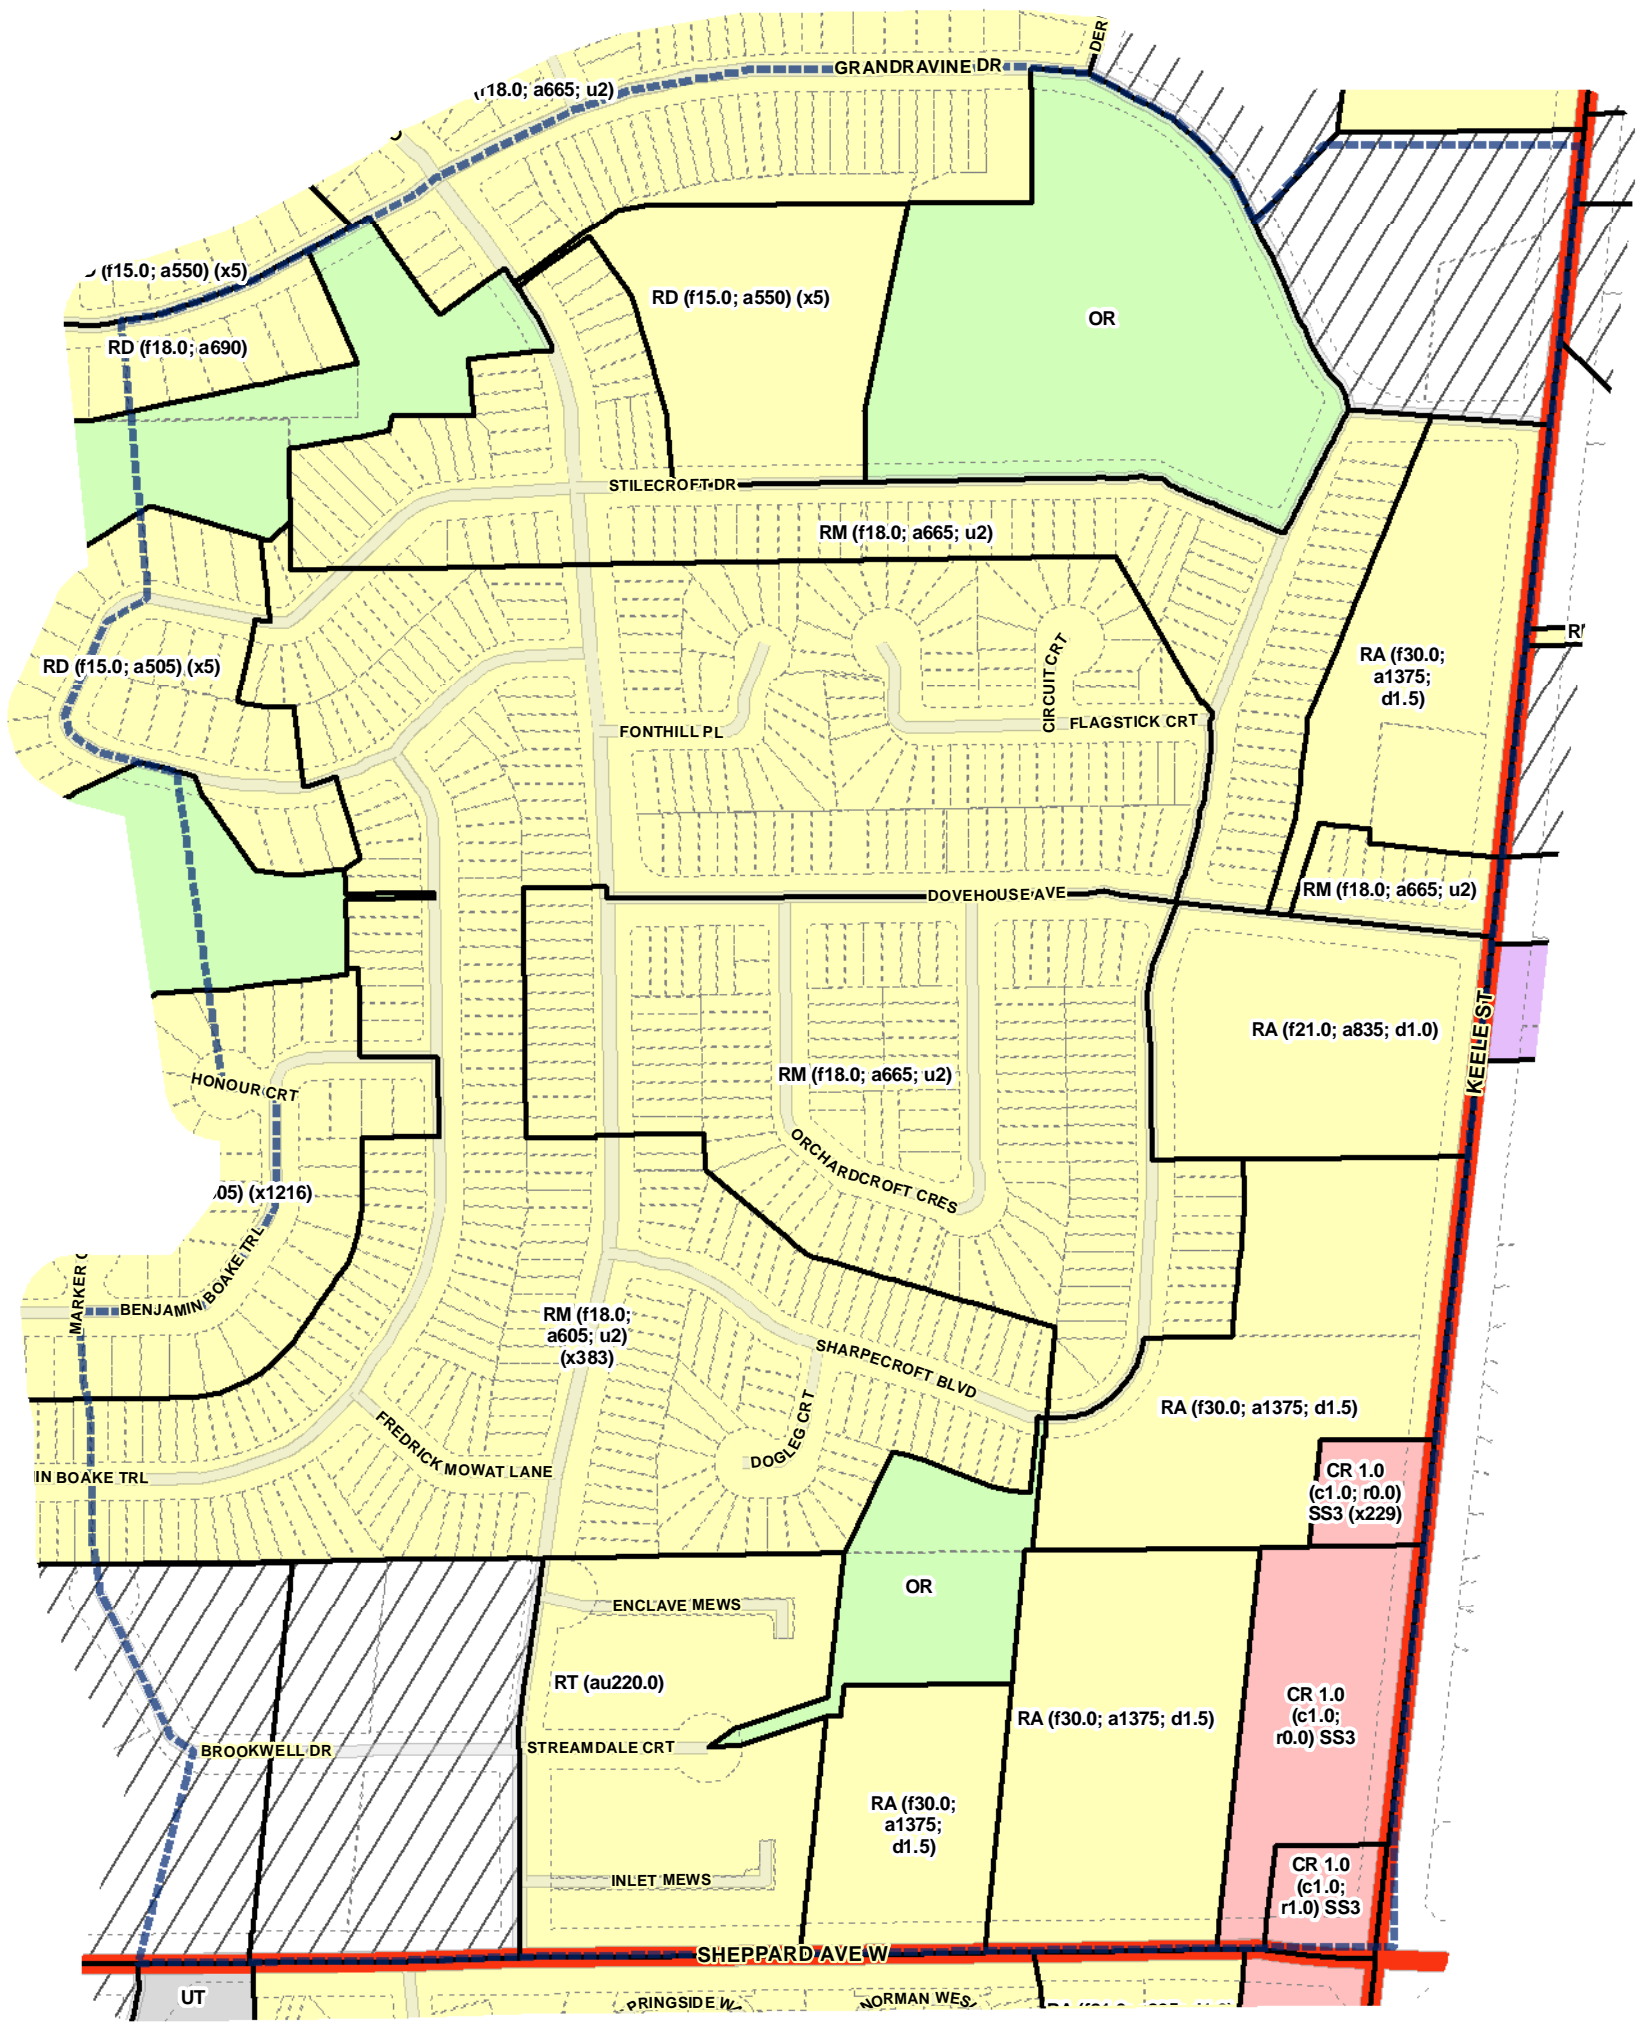 DER
GRANDRAVINE DR
(f18.0; a665; u2)
(f15.0; a550) (x5)
RD (f15.0; a550) (x5)
OR
RD (f18.0; a690)
STILECROFT DR
RM (f18.0; a665; u2)
RD (f15.0; a505) (x5)
RA (f30.0;
a1375;
d1.5)
CIRCUIT CRT
FONTHILL PL
FLAGSTICK CRT
DOVEHOUSE AVE
RM (f18.0; a665; u2)
RA (f21.0; a835; d1.0)
KEELE ST
RM (f18.0; a665; u2)
HONOUR CRT
ORCHARDCROFT CRES
05) (x1216)
MARKER
BENJAMIN BOAKE TRL
RM (f18.0;
a605; u2)
(x383)
SHARPECROFT BLVD
DOGLEG CRT
RA (f30.0; a1375; d1.5)
FREDRICK MOWAT LANE
IN BOAKE TRL
CR 1.0
(c1.0; r0.0)
SS3 (x229)
OR
ENCLAVE MEWS
RT (au220.0)
RA (f30.0; a1375; d1.5)
CR 1.0
(c1.0;
r0.0) SS3
BROOKWELL DR
STREAMDALE CRT
RA (f30.0;
a1375;
d1.5)
CR 1.0
(c1.0;
r1.0) SS3
INLET MEWS
SHEPPARD AVE W
UT
PRINGSIDE W
NORMAN WES